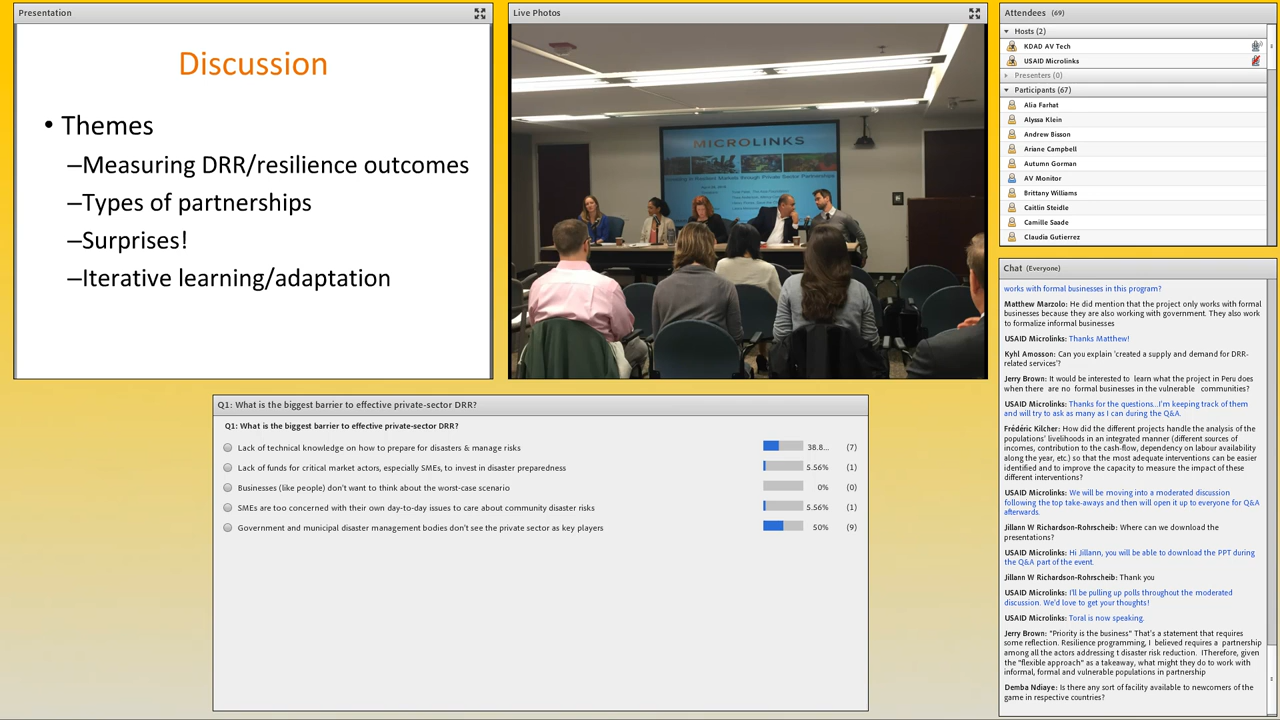 Presentation
Discussion
• Themes
–Measuring DRR/resilience outcomes
–Types of partnerships
–Surprises!
–Iterative learning/adaptation
Live Photos
MICROLINKS
Resilient Markets through Private Sector Partnerships
Q1: What is the biggest barrier to effective private-sector DRR?
Q1: What is the biggest barrier to effective private-sector DRR?
Lack of technical knowledge on how to prepare for disasters & manage risks 38.8... (7)
Lack of funds for critical market actors, especially SMEs, to invest in disaster preparedness 5.56% (1)
Businesses (like people) don't want to think about the worst-case scenario 0% (0)
SMEs are too concerned with their own day-to-day issues to care about community disaster risks 5.56% (1)
Government and municipal disaster management bodies don't see the private sector as key players 50% (9)
Attendees (69)
Hosts (2)
KDAD AV Tech
USAID Microlinks
Presenters (0)
Participants (67)
Alia Farhat
Alyssa Klein
Andrew Bisson
Ariane Campbell
Autumn Gorman
AV Monitor
Brittany Williams
Caitlin Steidle
Camille Saade
Claudia Gutierrez
Chat (Everyone)
works with formal businesses in this program?
Matthew Marzolo: He did mention that the project only works with formal
businesses because they are also working with government. They also work
to formalize informal businesses
USAID Microlinks: Thanks Matthew!
Kyhl Amosson: Can you explain 'created a supply and demand for DRR-
related services'?
Jerry Brown: It would be interested to learn what the project in Peru does
when there are no formal businesses in the vulnerable communities?
USAID Microlinks: Thanks for the questions...I'm keeping track of them
and will try to ask as many as I can during the Q&A.
Frédéric Kilcher: How did the different projects handle the analysis of the
populations' livelihoods in an integrated manner (different sources of
incomes, contribution to the cash-flow, dependency on labour availability
along the year, etc.) so that the most adequate interventions can be easier
identified and to improve the capacity to measure the impact of these
different interventions?
USAID Microlinks: We will be moving into a moderated discussion
following the top take-aways and then will open it up to everyone for Q&A
afterwards.
Jillann W Richardson-Rohrscheib: Where can we download the
presentations?
USAID Microlinks: Hi Jillann, you will be able to download the PPT during
the Q&A part of the event.
Jillann W Richardson-Rohrscheib: Thank you
USAID Microlinks: I'll be pulling up polls throughout the moderated
discussion. We'd love to get your thoughts!
USAID Microlinks: Toral is now speaking.
Jerry Brown: "Priority is the business" That's a statement that requires
some reflection. Resilience programming, I believed requires a partnership
among all the actors addressing t disaster risk reduction. ITherefore, given
the "flexible approach" as a takeaway, what might they do to work with
informal, formal and vulnerable populations in partnership
Demba Ndiaye: Is there any sort of facility available to newcomers of the
game in respective countries?